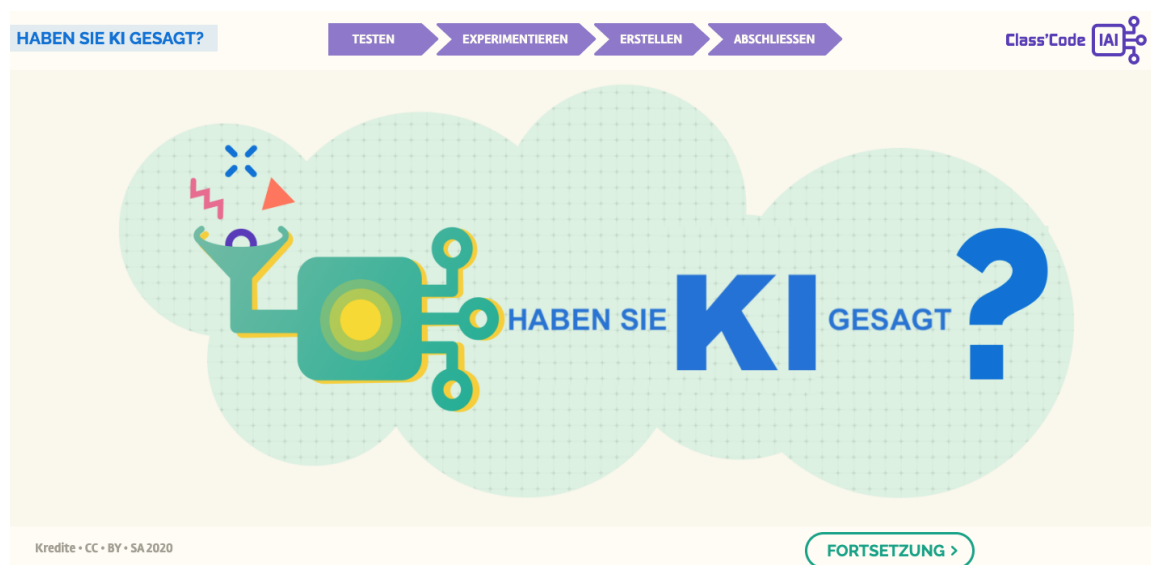 HABEN SIE KI GESAGT?
TESTEN
EXPERIMENTIEREN
ERSTELLEN
ABSCHLIESSEN
Class'Code IAI
HABEN SIE KI GESAGT ?
Kredite • CC • BY • SA 2020
FORTSETZUNG >